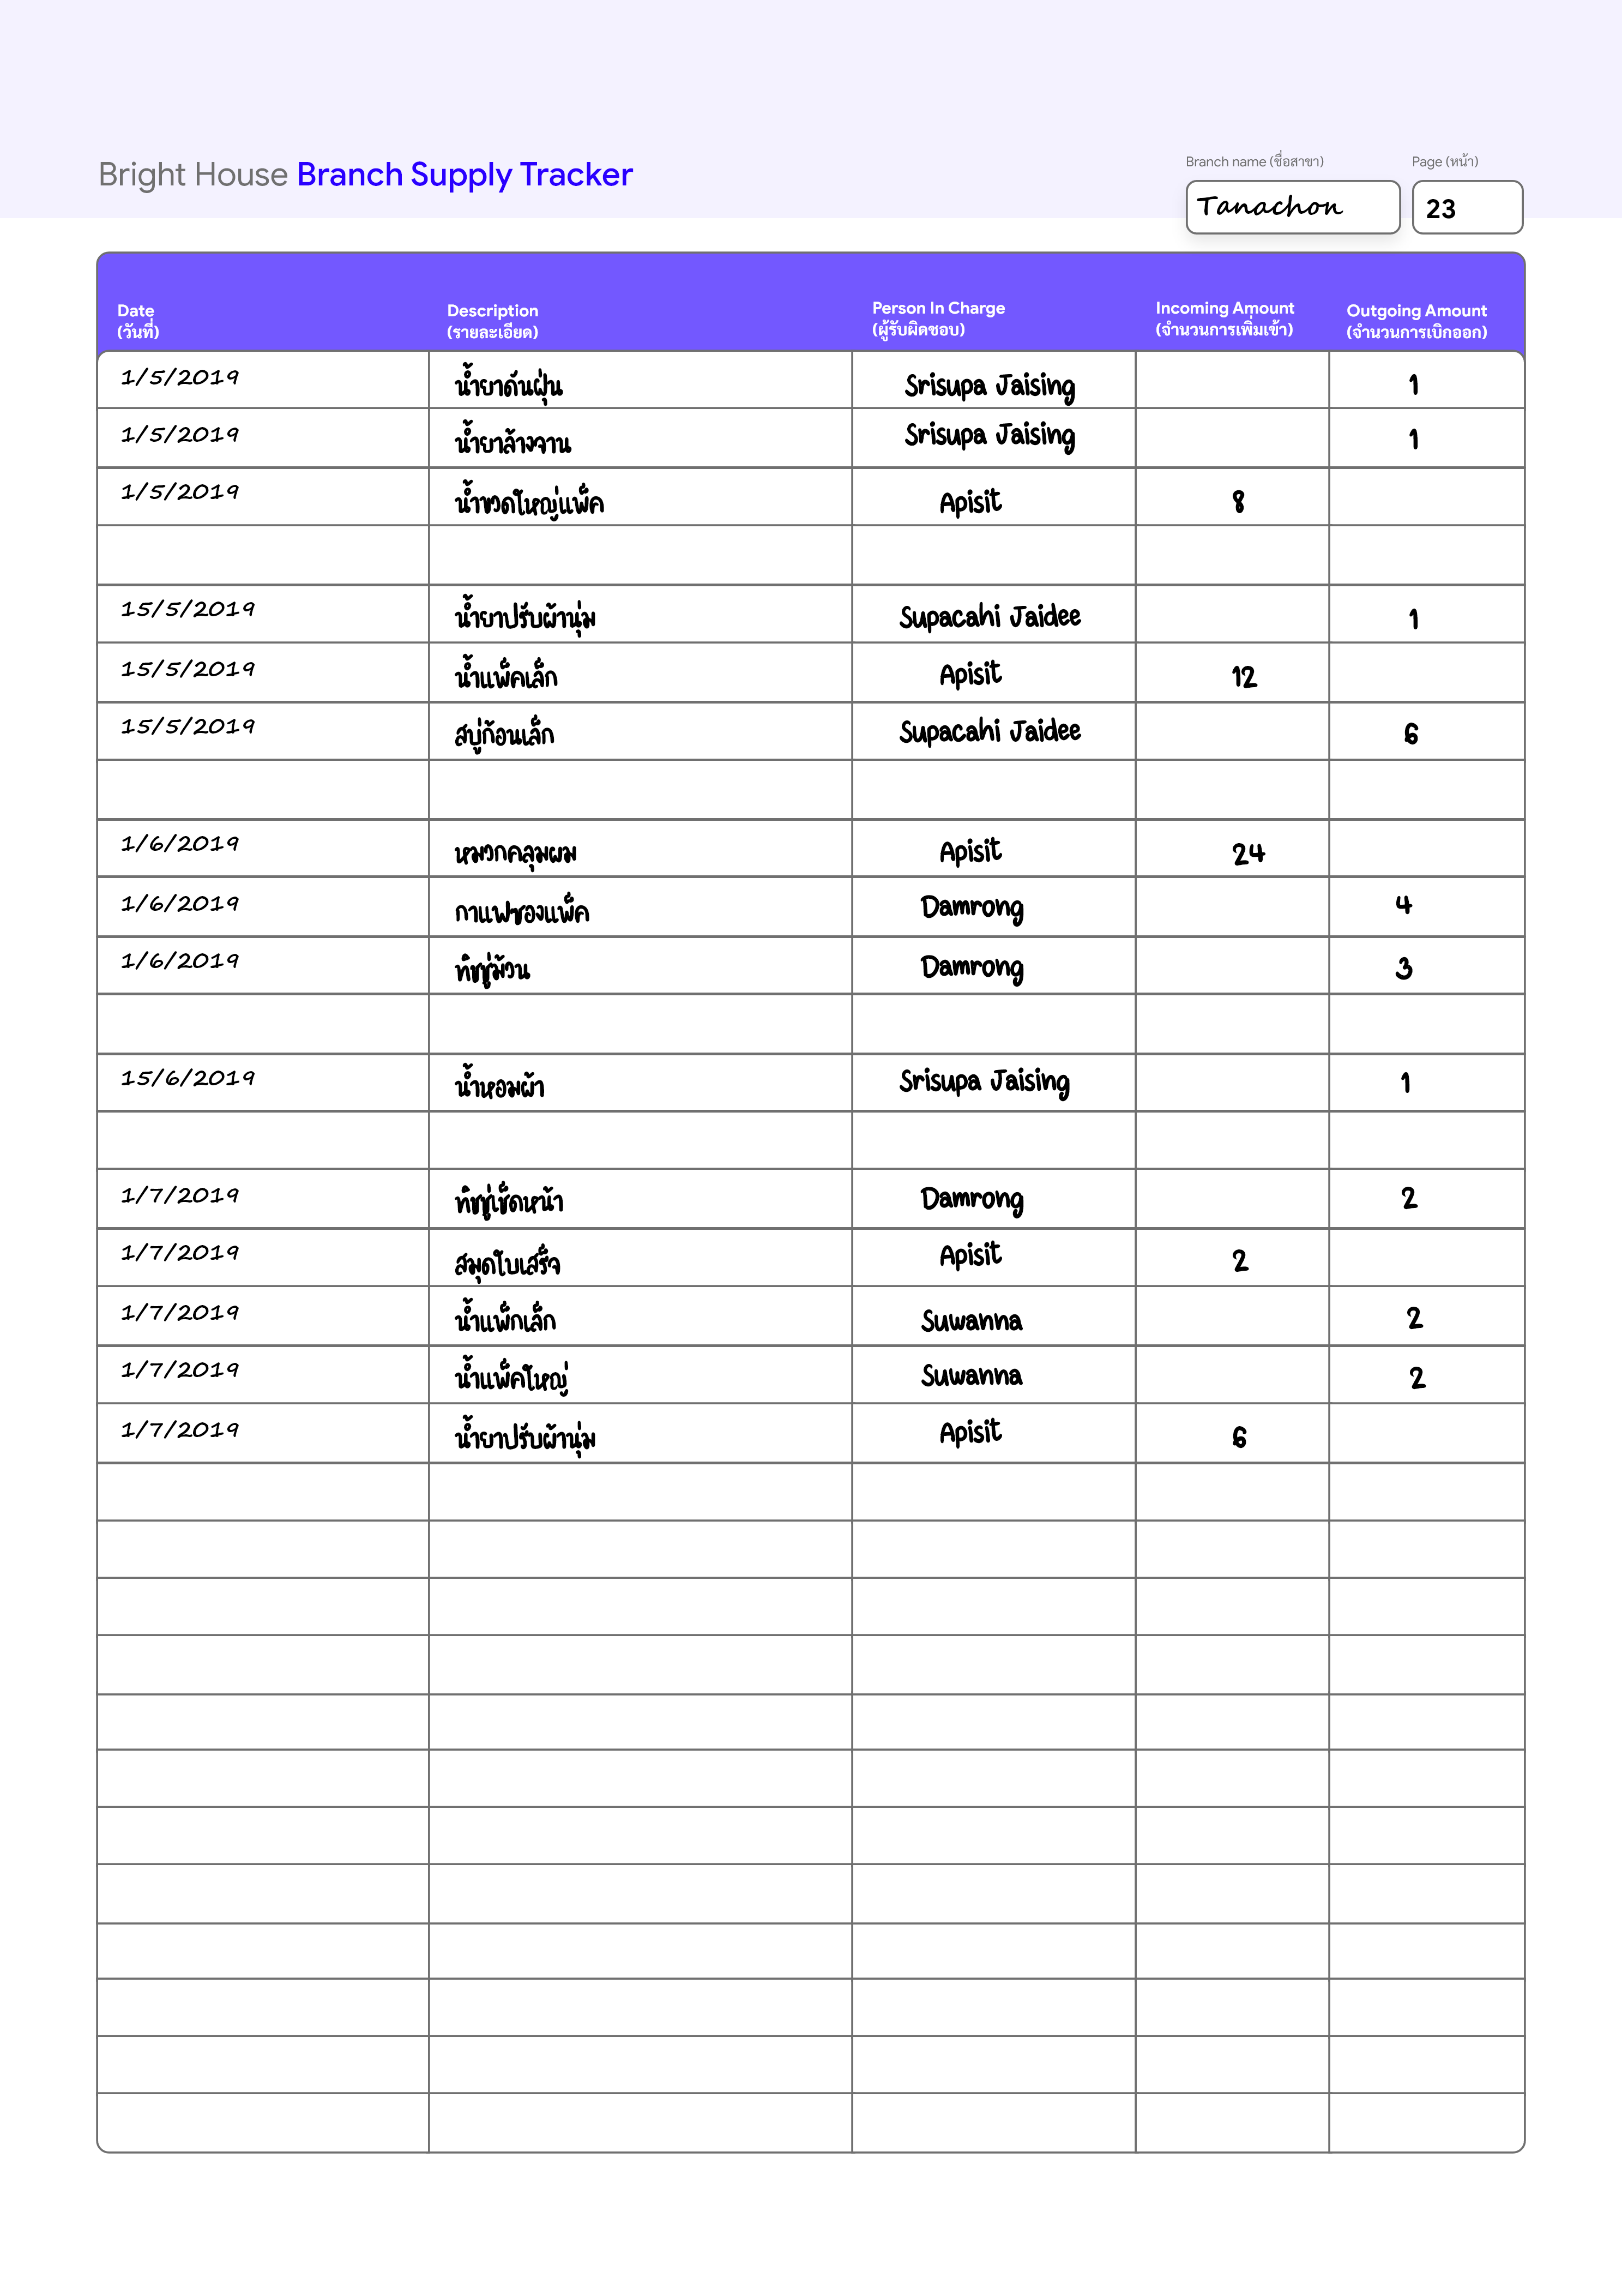 Bright House Branch Supply Tracker
Branch name (ชื่อสาขา) Page (หน้า)
Tanachon 23
Date Description Person In Charge Incoming Amount Outgoing Amount
(วันที่) (รายละเอียด) (ผู้รับผิดชอบ) (จำนวนการเพิ่มเข้า) (จำนวนการเบิกออก)
1/5/2019 น้ำยาดันฝุ่น Srisupa Jaising 1
1/5/2019 น้ำยาล้างจาน Srisupa Jaising 1
1/5/2019 น้ำขวดใหญ่แพ็ค Apisit 8
15/5/2019 น้ำยาปรับผ้านุ่ม Supacahi Jaidee 1
15/5/2019 น้ำแพ็คเล็ก Apisit 12
15/5/2019 สบู่ก้อนเล็ก Supacahi Jaidee 6
1/6/2019 หมวกคลุมผม Apisit 24
1/6/2019 กาแฟซองแพ็ค Damrong 4
1/6/2019 ทิชชู่ม้วน Damrong 3
15/6/2019 น้ำหอมผ้า Srisupa Jaising 1
1/7/2019 ทิชชู่เช็ดหน้า Damrong 2
1/7/2019 สมุดใบเสร็จ Apisit 2
1/7/2019 น้ำแพ็กเล็ก Suwanna 2
1/7/2019 น้ำแพ็คใหญ่ Suwanna 2
1/7/2019 น้ำยาปรับผ้านุ่ม Apisit 6